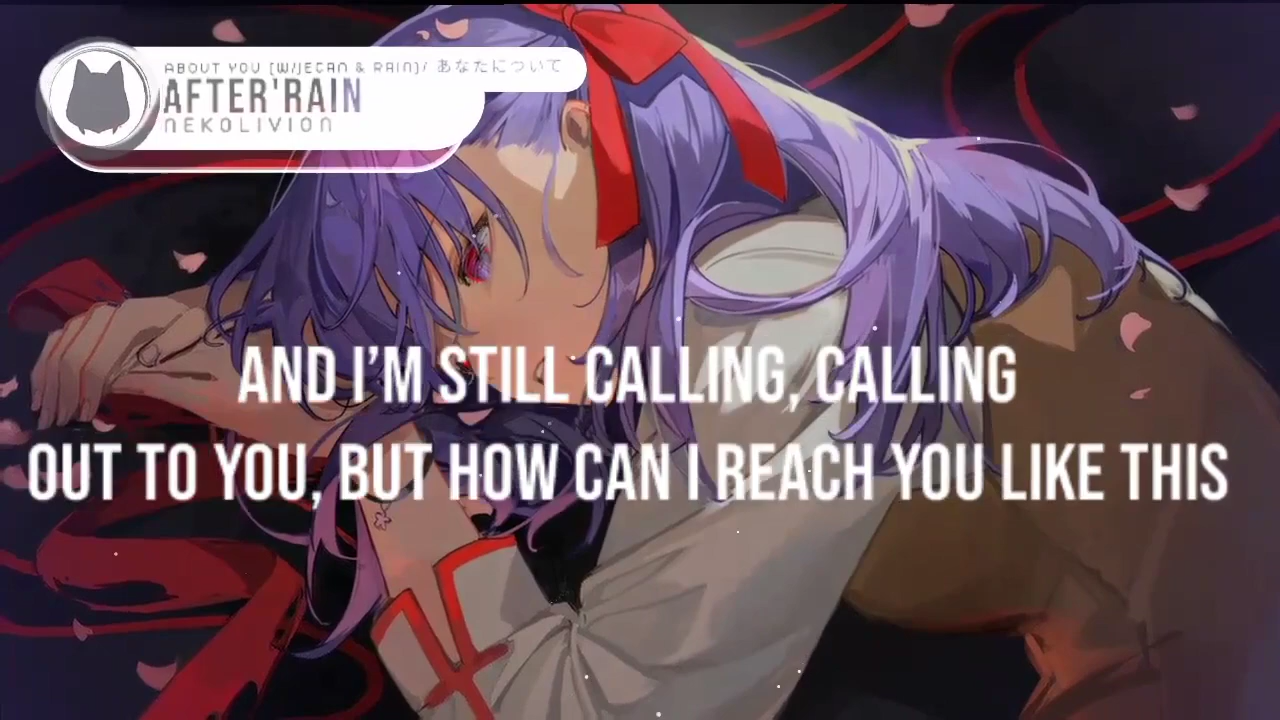 ABOUT YOU [W/JECAN & RAIN]/ あなたについて
AFTER'RAIN
NEKOLIVION
AND I'M STILL CALLING, CALLING
OUT TO YOU, BUT HOW CAN I REACH YOU LIKE THIS